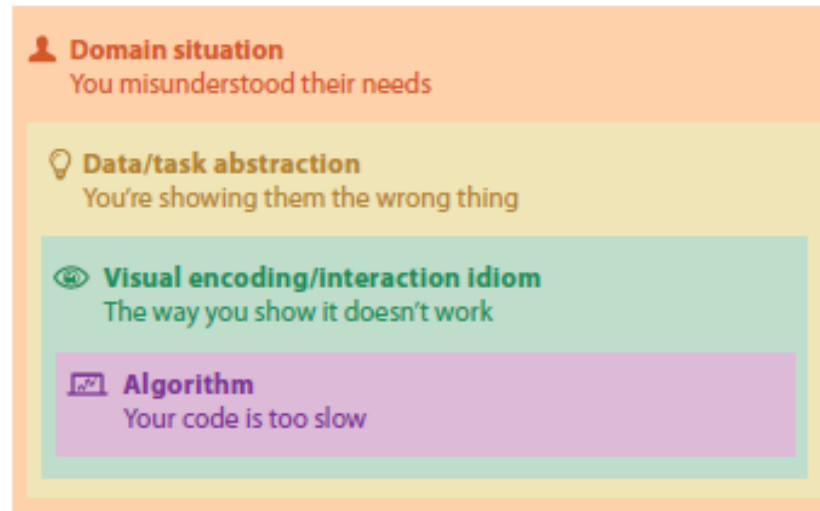 Domain situation
You misunderstood their needs
Data/task abstraction
You're showing them the wrong thing
Visual encoding/interaction idiom
The way you show it doesn't work
Algorithm
Your code is too slow